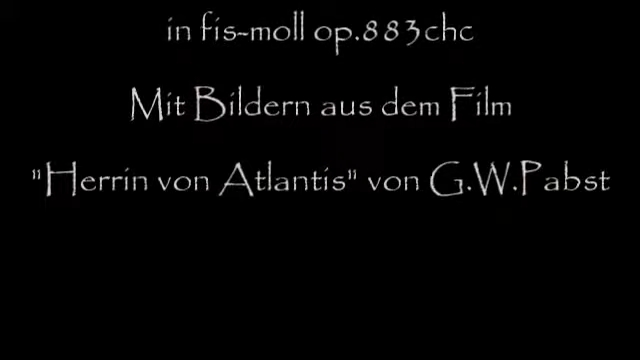 in fis-moll op.883chc
Mit Bildern aus dem Film
"Herrin von Atlantis" von G.W.Pabst